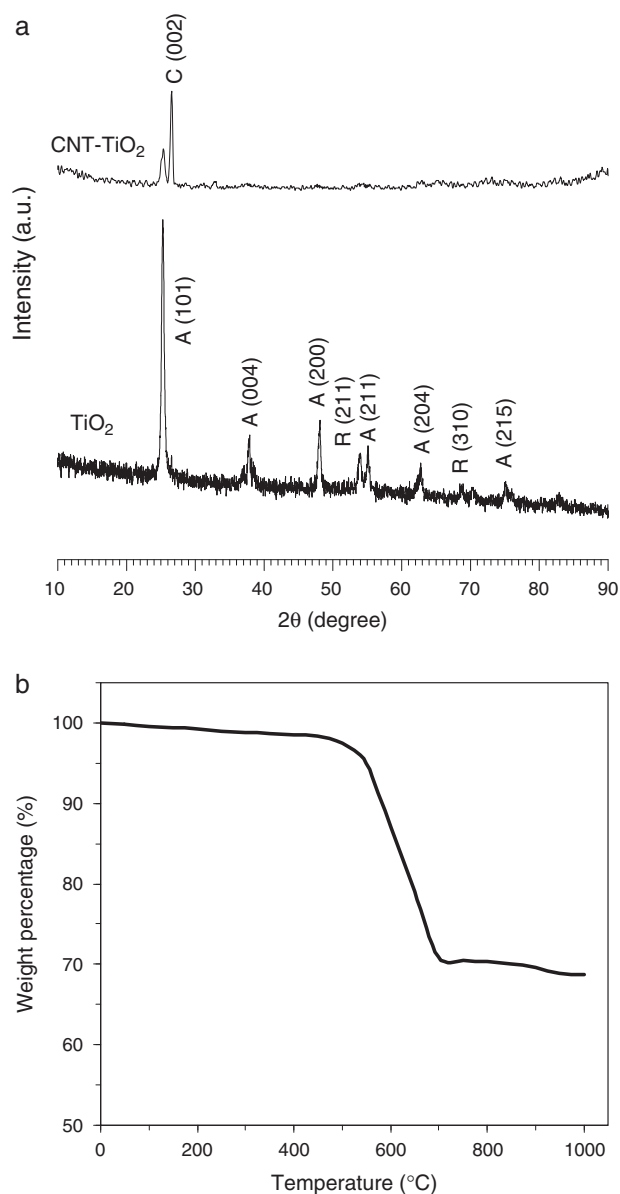 a
C (002)
CNT-TiO₂
Intensity (a.u.)
A (101)
A (004)
A (200)
R (211)
A (211)
A (204)
R (310)
A (215)
TiO₂
10 20 30 40 50 60 70 80 90
2θ (degree)
b
100
90
80
70
60
50
Weight percentage (%)
0 200 400 600 800 1000
Temperature (°C)